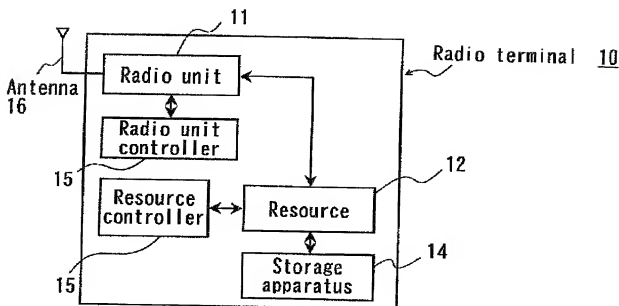 11
Radio terminal 10
Antenna
16
Radio unit
Radio unit
controller
15
12
Resource
controller
Resource
15
14
Storage
apparatus